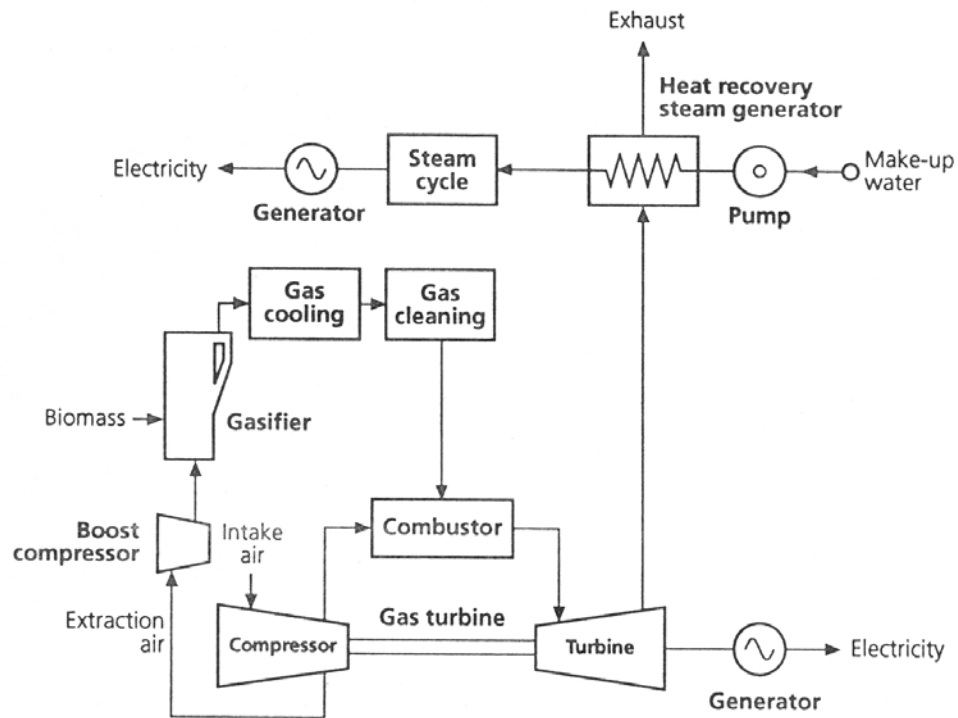 Exhaust
Heat recovery
steam generator
Electricity
Generator
Steam
cycle
Pump
Make-up
water
Gas
cooling
Gas
cleaning
Biomass
Gasifier
Boost
compressor
Intake
air
Combustor
Extraction
air
Compressor
Gas turbine
Turbine
Generator
Electricity